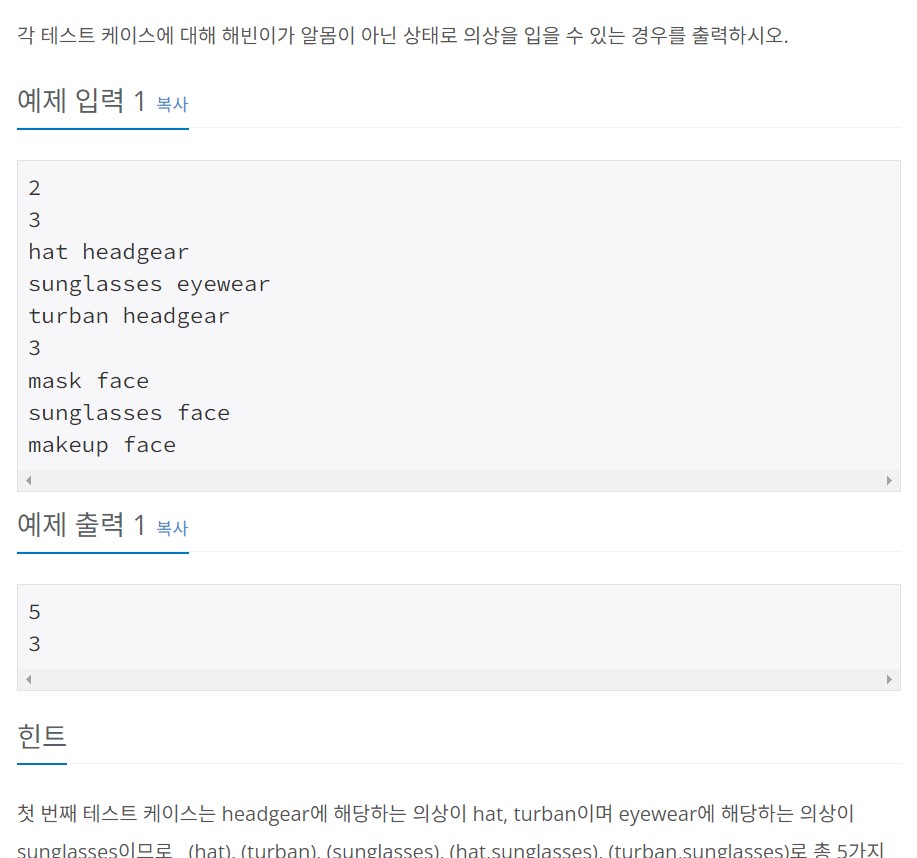 각 테스트 케이스에 대해 해빈이가 알몸이 아닌 상태로 의상을 입을 수 있는 경우를 출력하시오.
예제 입력 1 복사
2
3
hat headgear
sunglasses eyewear
turban headgear
3
mask face
sunglasses face
makeup face
예제 출력 1 복사
5
3
힌트
첫 번째 테스트 케이스는 headgear에 해당하는 의상이 hat, turban이며 eyewear에 해당하는 의상이
sunglasses이므로 (hat), (turban), (sunglasses), (hat,sunglasses), (turban,sunglasses)로 총 5가지